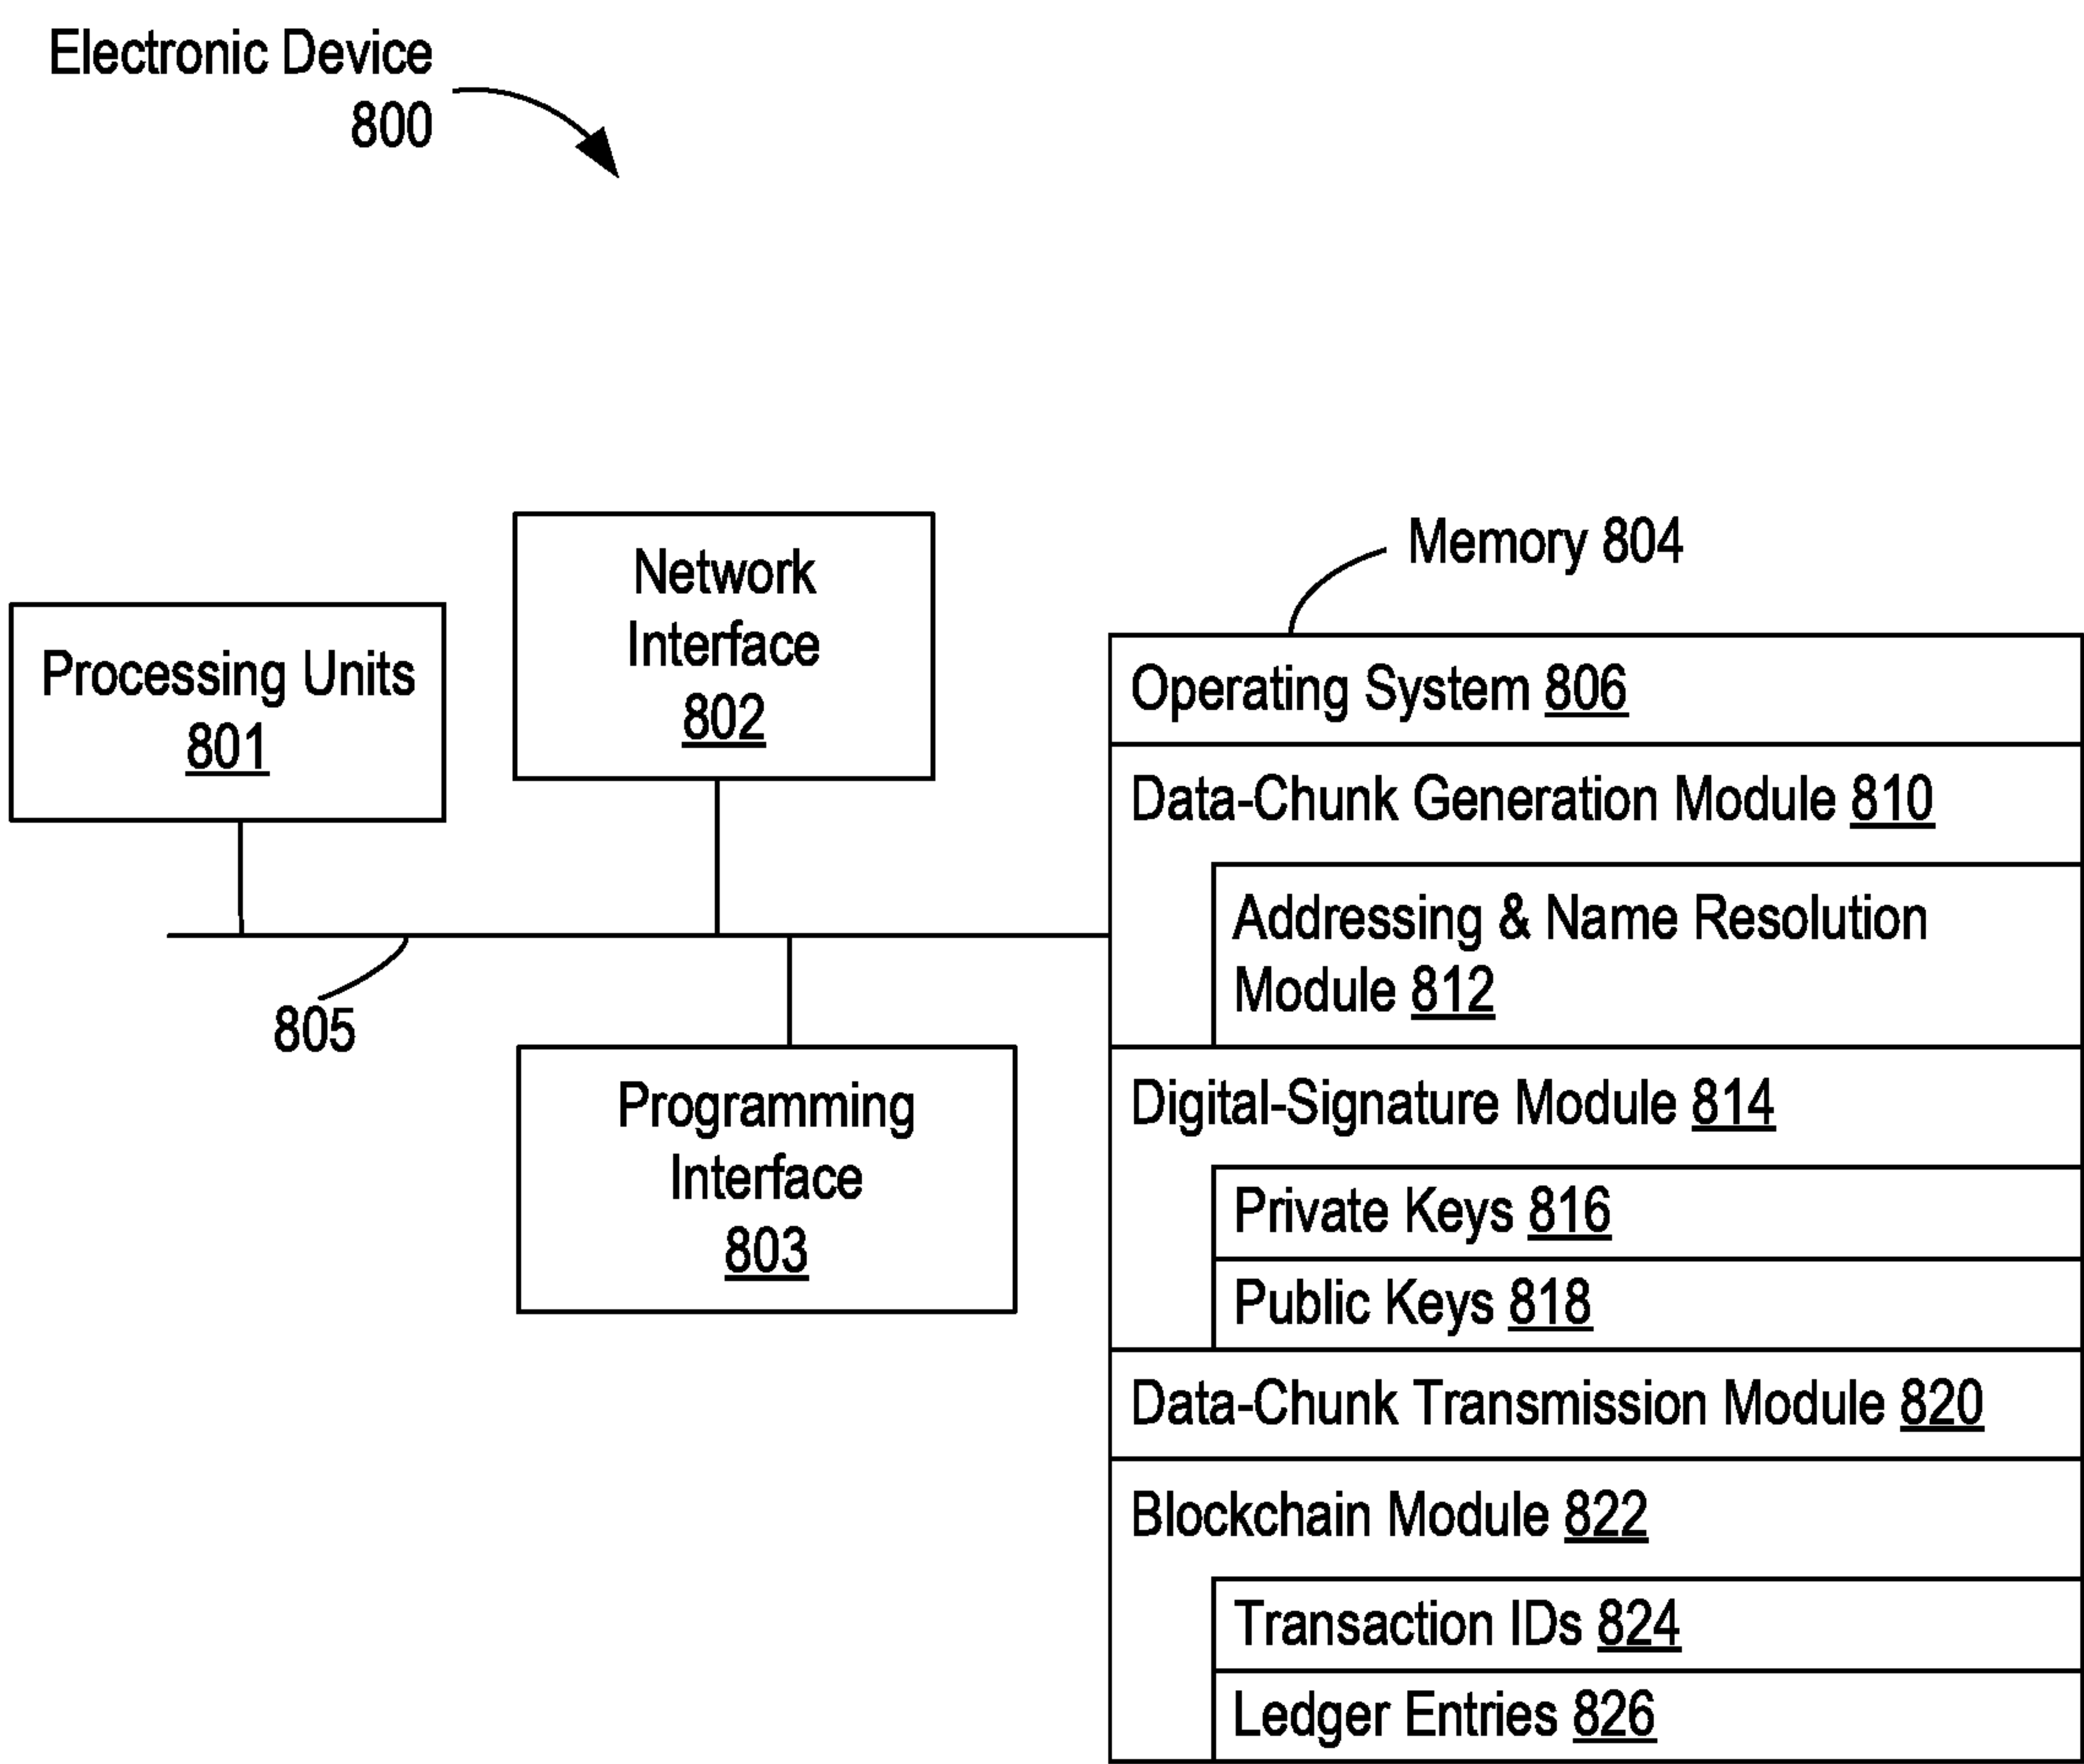 Electronic Device
800
Network
Interface
802
Memory 804
Processing Units
801
805
Programming
Interface
803
Operating System 806
Data-Chunk Generation Module 810
Addressing & Name Resolution
Module 812
Digital-Signature Module 814
Private Keys 816
Public Keys 818
Data-Chunk Transmission Module 820
Blockchain Module 822
Transaction IDs 824
Ledger Entries 826